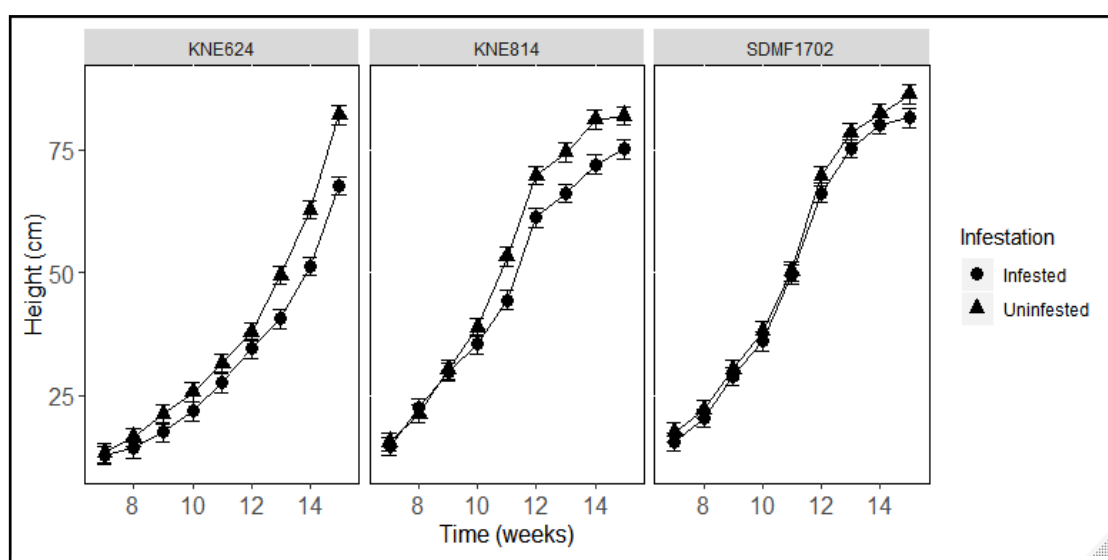 KNE624 KNE814 SDMF1702
75
50
25
Height (cm)
8 10 12 14 8 10 12 14 8 10 12 14
Time (weeks)
Infestation
Infested
Uninfested